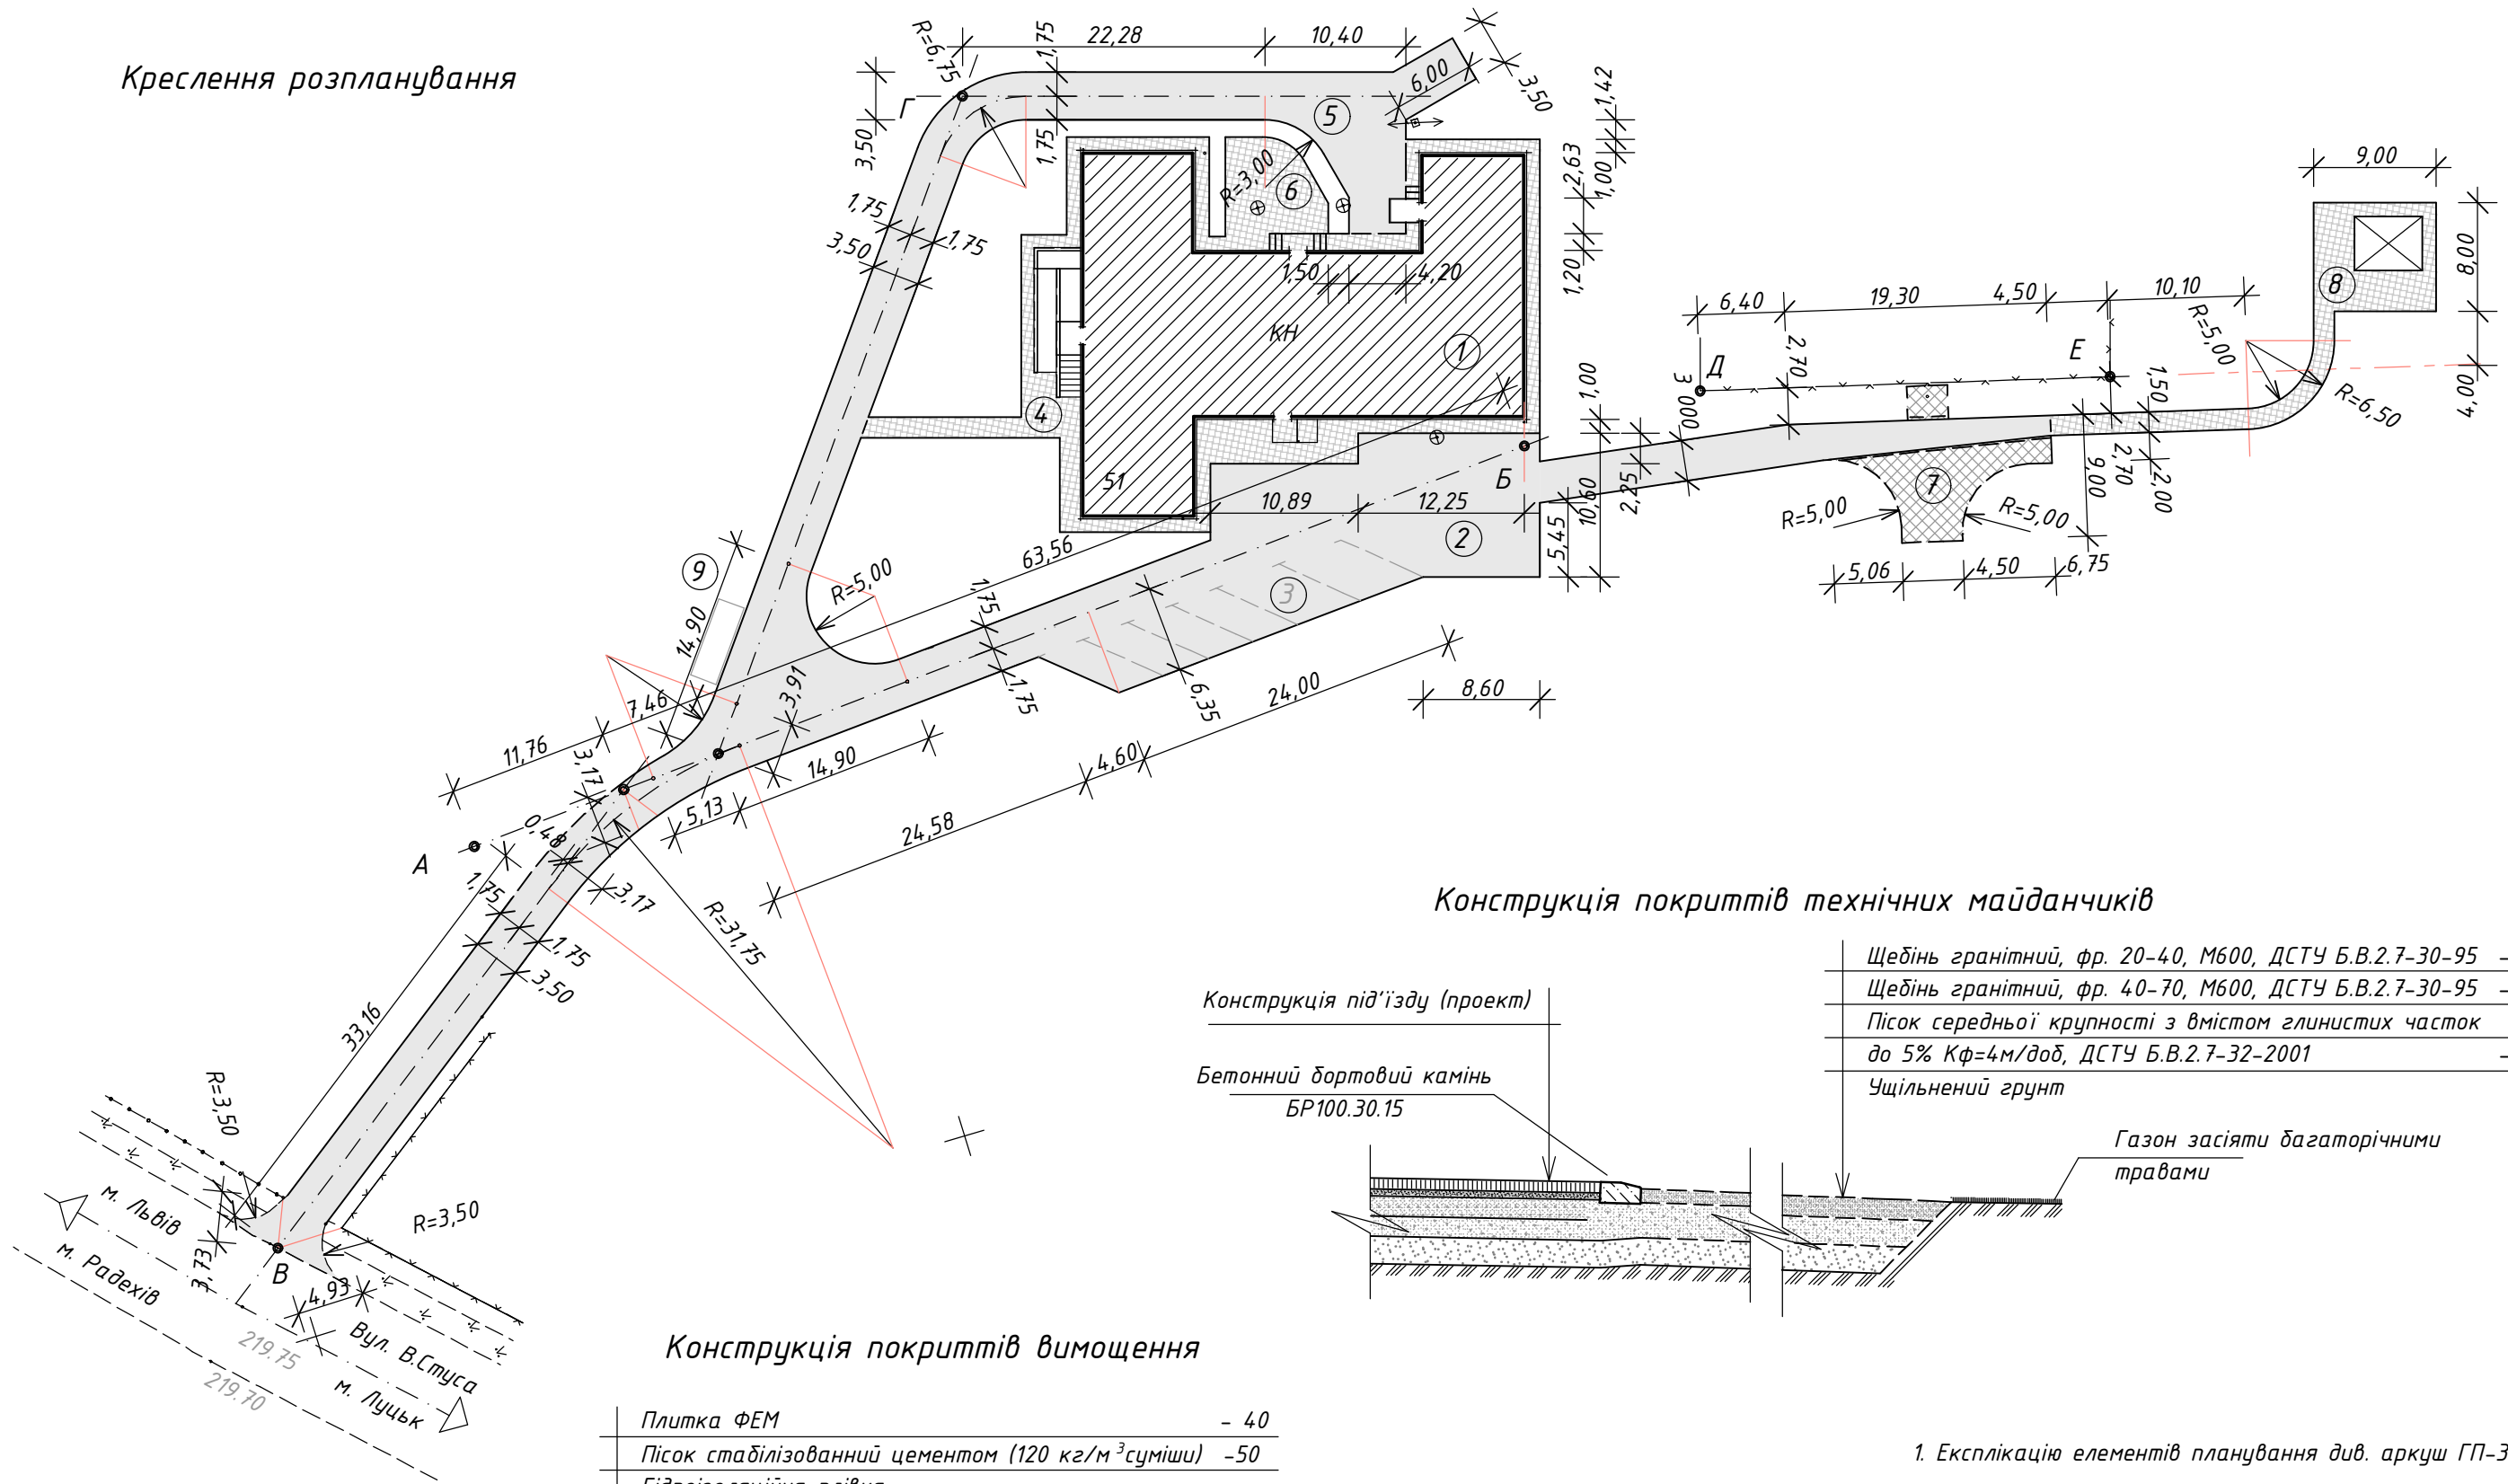 Креслення розпланування
22,28
10,40
R=6,75
1,75
1,75
3,50
Г
6,00
3,50
5
1,42
1,00
2,63
1,20
R=3,00
6
1,75
3,50
1,75
1,50
4,20
КН
1
4
51
9,00
8,00
8
4,00
6,40
19,30
4,50
10,10
R=5,00
R=6,50
2,70
Д
Е
3 000
1,50
2,70
2,00
9,00
1,00
10,60
2,25
5,45
Б
10,89
12,25
2
7
R=5,00
R=5,00
5,06
4,50
6,75
9
63,56
R=5,00
1,75
3
14,90
7,46
3,91
1,75
6,35
24,00
8,60
11,76
3,17
14,90
4,60
5,13
24,58
0,48
А
1,75
3,17
R=31,75
1,75
3,50
33,16
R=3,50
R=3,50
м. Львів
м. Радехів
3,73
В
4,93
Вул. В.Стуса
219.75
219.70
м. Луцьк
Конструкція покриттів технічних майданчиків
Щебінь гранітний, фр. 20-40, М600, ДСТУ Б.В.2.7-30-95 -
Щебінь гранітний, фр. 40-70, М600, ДСТУ Б.В.2.7-30-95 -
Пісок середньої крупності з вмістом глинистих часток
до 5% Кф=4м/доб, ДСТУ Б.В.2.7-32-2001 -
Ущільнений грунт
Конструкція під'їзду (проект)
Бетонний бортовий камінь
БР100.30.15
Газон засіяти багаторічними
травами
Конструкція покриттів вимощення
Плитка ФЕМ - 40
Пісок стабілізованний цементом (120 кг/м³суміши) -50
1. Експлікацію елементів планування див. аркуш ГП-3